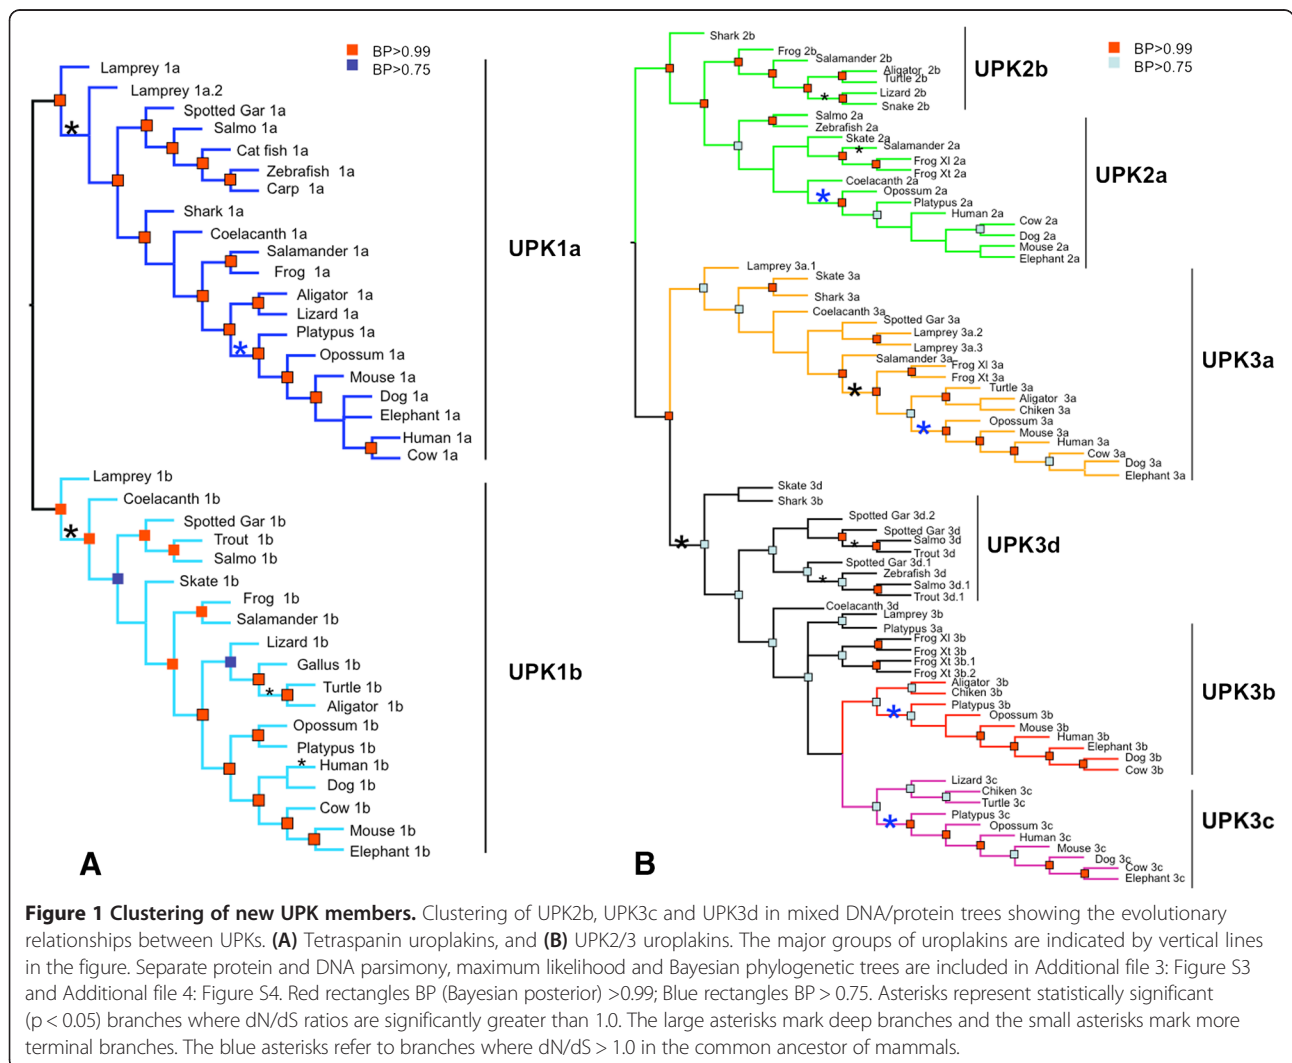 BP>0.99
BP>0.75
Lamprey 1a
Lamprey 1a.2
Spotted Gar 1a
Salmo 1a
Cat fish 1a
Zebrafish 1a
Carp 1a
Shark 1a
Coelacanth 1a
Salamander 1a
Frog 1a
Aligator 1a
Lizard 1a
Platypus 1a
Opossum 1a
Mouse 1a
Dog 1a
Elephant 1a
Human 1a
Cow 1a
UPK1a
Lamprey 1b
Coelacanth 1b
Spotted Gar 1b
Trout 1b
Salmo 1b
Skate 1b
Frog 1b
Salamander 1b
Lizard 1b
Gallus 1b
Turtle 1b
Aligator 1b
Opossum 1b
Platypus 1b
Human 1b
Dog 1b
Cow 1b
Mouse 1b
Elephant 1b
UPK1b
A
BP>0.99
BP>0.75
Shark 2b
Frog 2b
Salamander 2b
Aligator 2b
Turtle 2b
Lizard 2b
Snake 2b
UPK2b
Salmo 2a
Zebrafish 2a
Skate 2a
Salamander 2a
Frog Xl 2a
Frog Xt 2a
Coelacanth 2a
Opossum 2a
Platypus 2a
Human 2a
Cow 2a
Dog 2a
Mouse 2a
Elephant 2a
UPK2a
Lamprey 3a.1
Skate 3a
Shark 3a
Coelacanth 3a
Spotted Gar 3a
Lamprey 3a.2
Lamprey 3a.3
Salamander 3a
Frog Xl 3a
Frog Xt 3a
Turtle 3a
Aligator 3a
Chiken 3a
Opossum 3a
Mouse 3a
Human 3a
Cow 3a
Dog 3a
Elephant 3a
UPK3a
Skate 3d
Shark 3b
Spotted Gar 3d.2
Spotted Gar 3d
Salmo 3d
Trout 3d
Spotted Gar 3d.1
Zebrafish 3d
Salmo 3d.1
Trout 3d.1
Coelacanth 3d
UPK3d
Lamprey 3b
Platypus 3a
Frog Xl 3b
Frog Xt 3b
Frog Xt 3b.1
Frog Xt 3b.2
Aligator 3b
Chiken 3b
Platypus 3b
Opossum 3b
Mouse 3b
Human 3b
Elephant 3b
Dog 3b
Cow 3b
UPK3b
Lizard 3c
Chiken 3c
Turtle 3c
Platypus 3c
Opossum 3c
Human 3c
Mouse 3c
Dog 3c
Cow 3c
Elephant 3c
UPK3c
B
Figure 1 Clustering of new UPK members. Clustering of UPK2b, UPK3c and UPK3d in mixed DNA/protein trees showing the evolutionary
relationships between UPKs. (A) Tetraspanin uroplakins, and (B) UPK2/3 uroplakins. The major groups of uroplakins are indicated by vertical lines
in the figure. Separate protein and DNA parsimony, maximum likelihood and Bayesian phylogenetic trees are included in Additional file 3: Figure S3
and Additional file 4: Figure S4. Red rectangles BP (Bayesian posterior) >0.99; Blue rectangles BP > 0.75. Asterisks represent statistically significant
(p < 0.05) branches where dN/dS ratios are significantly greater than 1.0. The large asterisks mark deep branches and the small asterisks mark more
terminal branches. The blue asterisks refer to branches where dN/dS > 1.0 in the common ancestor of mammals.